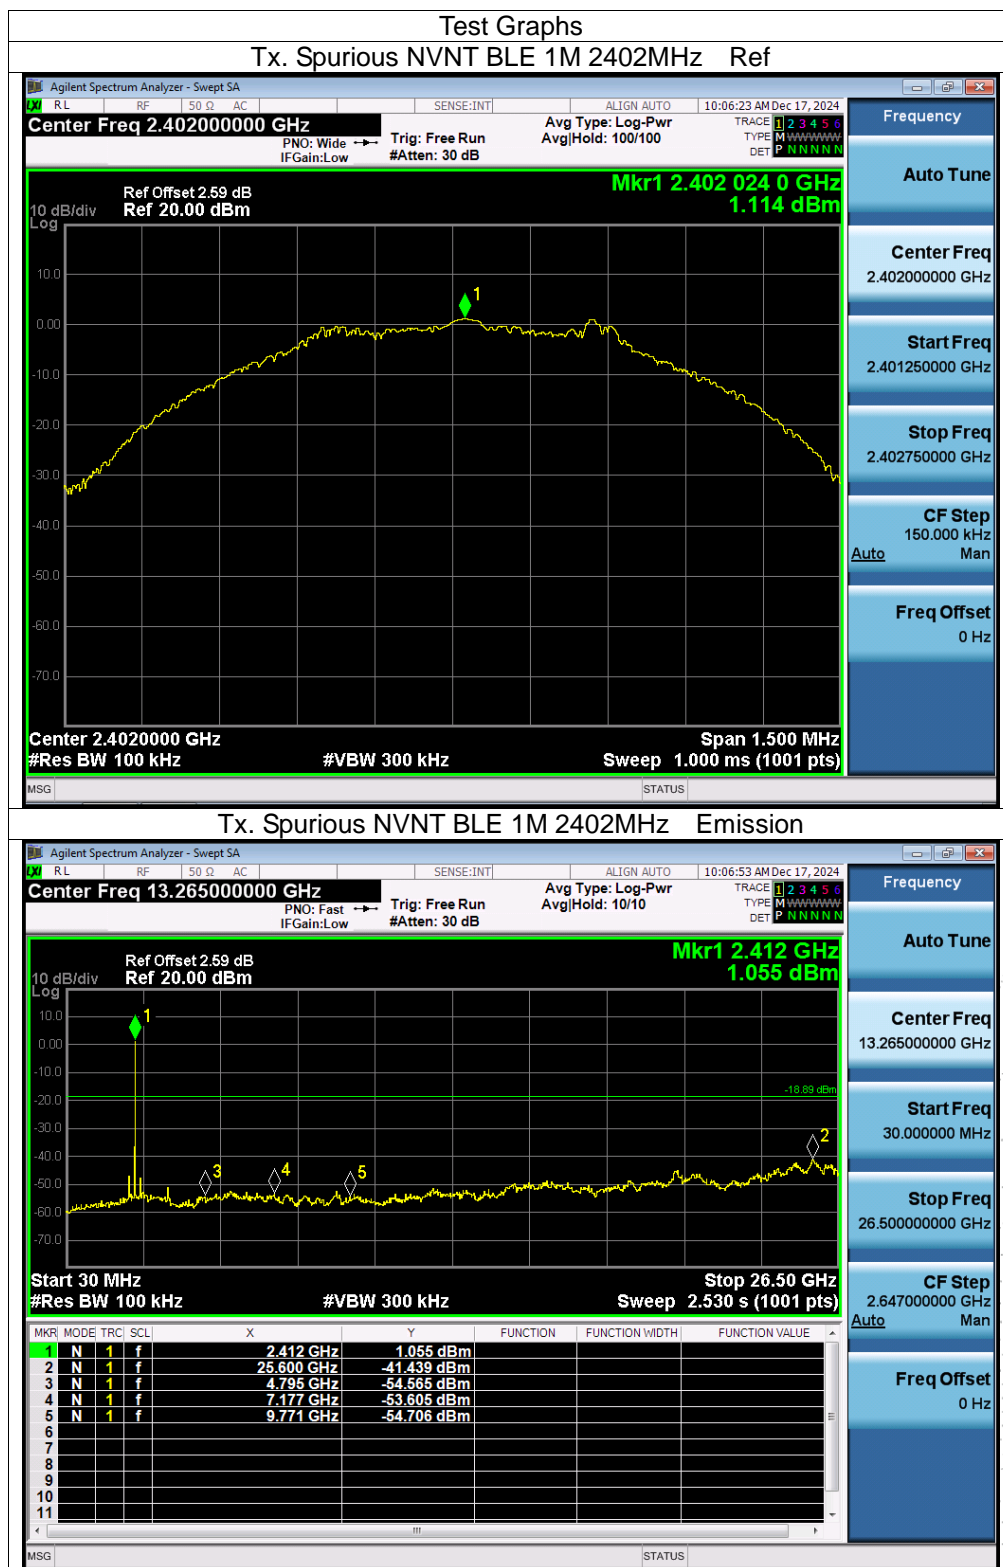 Test Graphs
Tx. Spurious NVNT BLE 1M 2402MHz Ref
Agilent Spectrum Analyzer - Swept SA
LXI RL RF 50 Ω AC SENSE:INT ALIGN AUTO 10:06:23 AM Dec 17, 2024
Center Freq 2.402000000 GHz
PNO: Wide
IFGain:Low
Trig: Free Run
#Atten: 30 dB
Avg Type: Log-Pwr
Avg|Hold: 100/100
TRACE 1 2 3 4 5 6
TYPE M WWWWW
DET P N N N N N
Frequency
Auto Tune
Center Freq
2.402000000 GHz
Start Freq
2.401250000 GHz
Stop Freq
2.402750000 GHz
CF Step
150.000 kHz
Auto Man
Freq Offset
0 Hz
Mkr1 2.402 024 0 GHz
1.114 dBm
Ref Offset 2.59 dB
10 dB/div Ref 20.00 dBm
Log
1
10.0
0.00
-10.0
-20.0
-30.0
-40.0
-50.0
-60.0
-70.0
Center 2.4020000 GHz Span 1.500 MHz
#Res BW 100 kHz #VBW 300 kHz Sweep 1.000 ms (1001 pts)
MSG STATUS
Tx. Spurious NVNT BLE 1M 2402MHz Emission
Agilent Spectrum Analyzer - Swept SA
LXI RL RF 50 Ω AC SENSE:INT ALIGN AUTO 10:06:53 AM Dec 17, 2024
Center Freq 13.265000000 GHz
PNO: Fast
IFGain:Low
Trig: Free Run
#Atten: 30 dB
Avg Type: Log-Pwr
Avg|Hold: 10/10
TRACE 1 2 3 4 5 6
TYPE M WWWWW
DET P N N N N N
Frequency
Auto Tune
Center Freq
13.265000000 GHz
Start Freq
30.000000 MHz
Stop Freq
26.500000000 GHz
CF Step
2.647000000 GHz
Auto Man
Freq Offset
0 Hz
Mkr1 2.412 GHz
1.055 dBm
Ref Offset 2.59 dB
10 dB/div Ref 20.00 dBm
Log
10.0
0.00
-10.0
-20.0
-30.0
-40.0
-50.0
-60.0
-70.0
-18.89 dBm
1
2
3
4
5
Start 30 MHz Stop 26.50 GHz
#Res BW 100 kHz #VBW 300 kHz Sweep 2.530 s (1001 pts)
MKR MODE TRC SCL X Y FUNCTION FUNCTION WIDTH FUNCTION VALUE
1 N 1 f 2.412 GHz 1.055 dBm
2 N 1 f 25.600 GHz -41.439 dBm
3 N 1 f 4.795 GHz -54.565 dBm
4 N 1 f 7.177 GHz -53.605 dBm
5 N 1 f 9.771 GHz -54.706 dBm
6
7
8
9
10
11
MSG STATUS